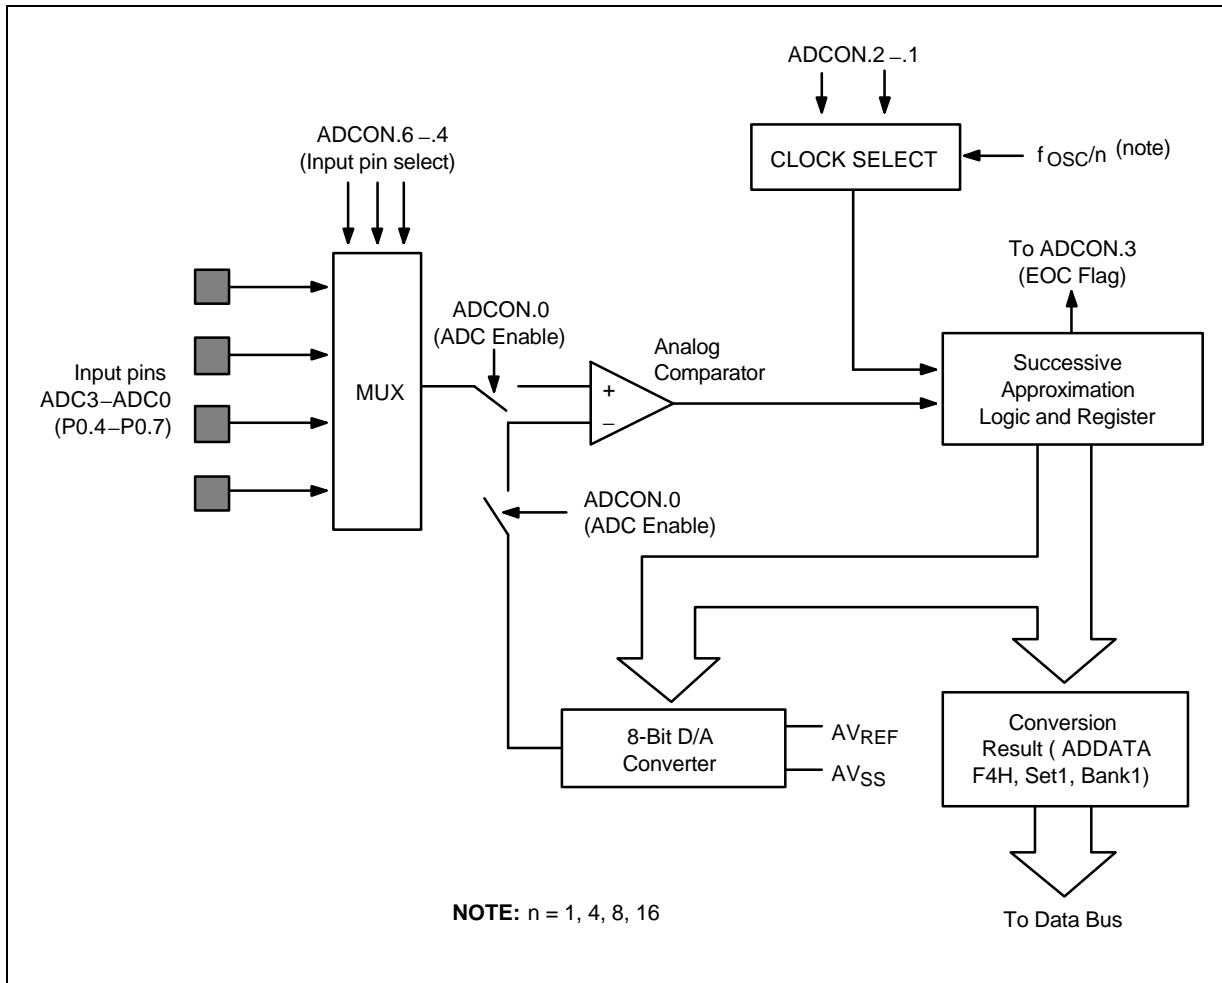 ADCON.2 –.1
ADCON.6 –.4
(Input pin select)
CLOCK SELECT
fOSC/n (note)
To ADCON.3
(EOC Flag)
ADCON.0
(ADC Enable)
Analog
Comparator
Input pins
ADC3–ADC0
(P0.4–P0.7)
MUX
+
–
Successive
Approximation
Logic and Register
ADCON.0
(ADC Enable)
8-Bit D/A
Converter
AVREF
AVSS
Conversion
Result ( ADDATA
F4H, Set1, Bank1)
NOTE: n = 1, 4, 8, 16
To Data Bus